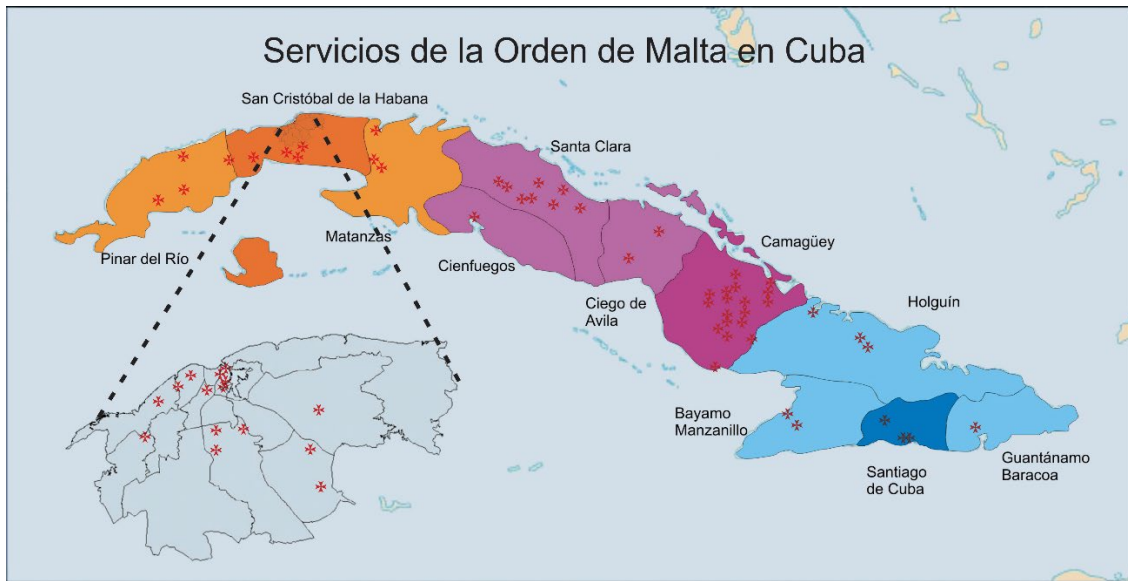 Servicios de la Orden de Malta en Cuba
San Cristóbal de la Habana
Santa Clara
Matanzas
Pinar del Río
Cienfuegos
Camagüey
Ciego de
Avila
Holguín
Bayamo
Manzanillo
Santiago
de Cuba
Guantánamo
Baracoa